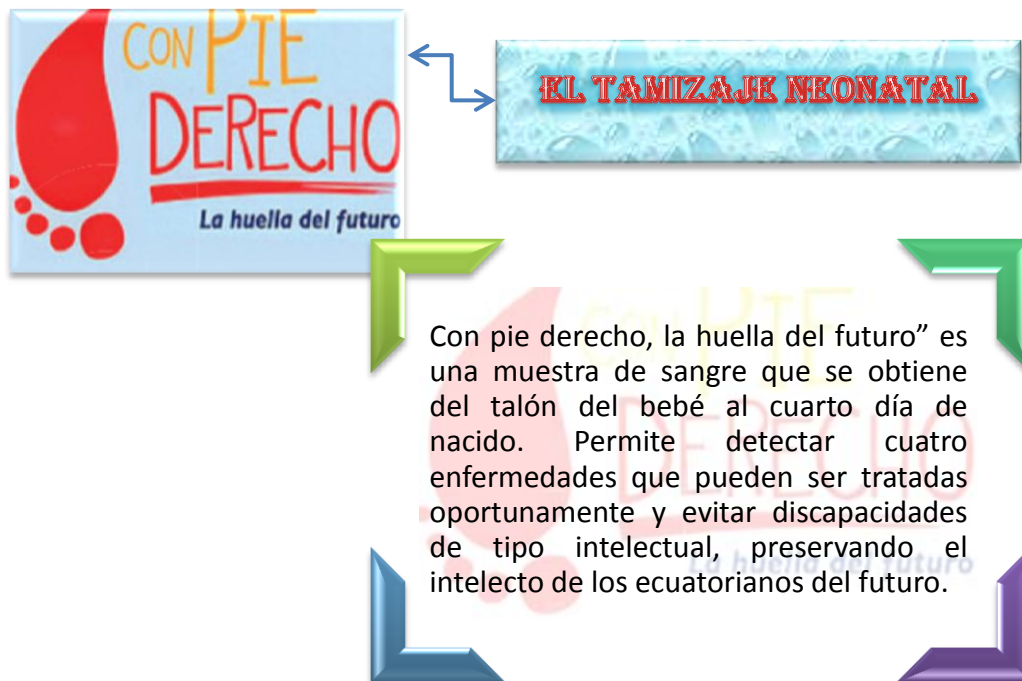 CON PIE
DERECHO
La huella del futuro
EL TAMIZAJE NEONATAL
Con pie derecho, la huella del futuro” es
una muestra de sangre que se obtiene
del talón del bebé al cuarto día de
nacido. Permite detectar cuatro
enfermedades que pueden ser tratadas
oportunamente y evitar discapacidades
de tipo intelectual, preservando el
intelecto de los ecuatorianos del futuro.